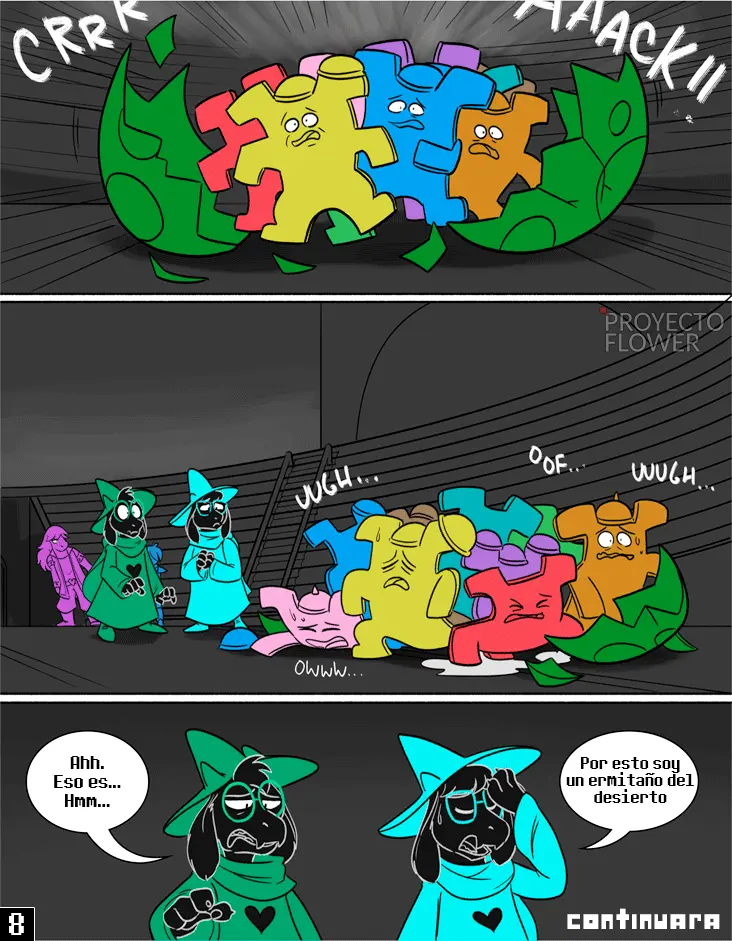 CRRR
AAACK!!
PROYECTO
FLOWER
UUGH...
OOF...
UUUGH...
OWWW...
Ahh.
Eso es...
Hmm...
Por esto soy
un ermitaño del
desierto
8
continuara